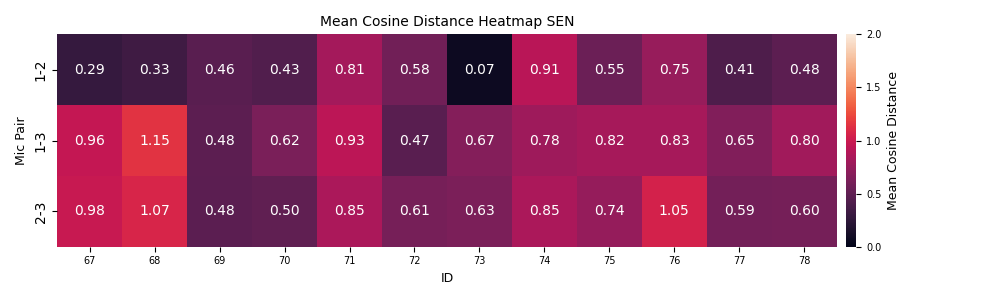 Mean Cosine Distance Heatmap SEN
Mic Pair
1-2 0.29 0.33 0.46 0.43 0.81 0.58 0.07 0.91 0.55 0.75 0.41 0.48
1-3 0.96 1.15 0.48 0.62 0.93 0.47 0.67 0.78 0.82 0.83 0.65 0.80
2-3 0.98 1.07 0.48 0.50 0.85 0.61 0.63 0.85 0.74 1.05 0.59 0.60
67 68 69 70 71 72 73 74 75 76 77 78
ID
2.0
1.5
1.0
0.5
0.0
Mean Cosine Distance